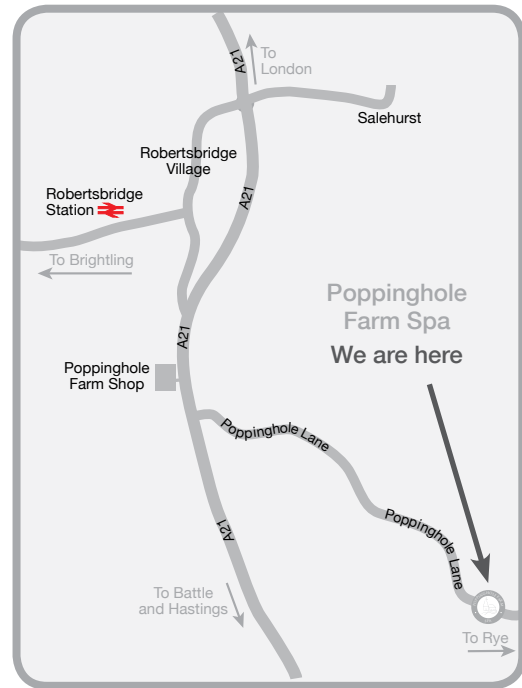 A21
To
London
Salehurst
Robertsbridge
Village
Robertsbridge
Station
A21
To Brightling
Poppinghole
Farm Spa
We are here
A21
Poppinghole
Farm Shop
Poppinghole Lane
Poppinghole Lane
A21
To Battle
and Hastings
To Rye